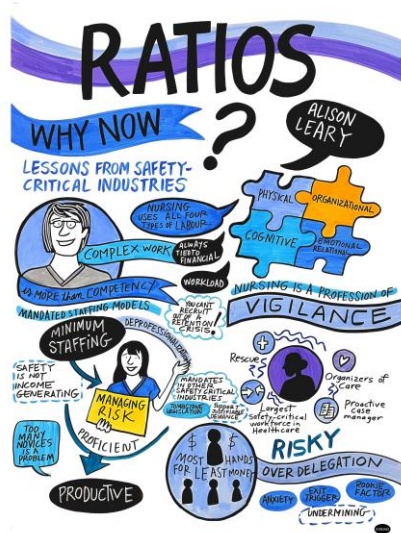 RATIOS
WHY NOW
?
ALISON
LEARY
LESSONS FROM SAFETY-
CRITICAL INDUSTRIES
NURSING
USES ALL FOUR
TYPES OF LABOUR
PHYSICAL
ORGANIZATIONAL
COGNITIVE
EMOTIONAL
RELATIONAL
COMPLEX WORK
ALWAYS
TIED TO
FINANCIAL
WORKLOAD
is MORE than COMPETENCY
NURSING IS A PROFESSION OF
VIGILANCE
MANDATED STAFFING MODELS
YOU CAN'T
RECRUIT
OUT OF A
RETENTION
CRISIS!
MINIMUM
STAFFING
DEPROFESSIONALIZATION
SAFETY
IS NOT
INCOME
GENERATING
MANAGING
RISK
MANDATES
IN OTHER
SAFETY CRITICAL
INDUSTRIES
LEGISLATION
DEVIANCE
Rescue
Organizers of
Care
Proactive
case
manager
Largest
Safety-critical
workforce in
Healthcare
TOO
MANY
NOVICES
IS A
PROBLEM
PROFICIENT
PRODUCTIVE
$ $
MOST HANDS
FOR LEAST MONEY
RISKY
OVER DELEGATION
ANXIETY
EXIT
TRIGGER
ROOKIE
FACTOR
UNDERMINING